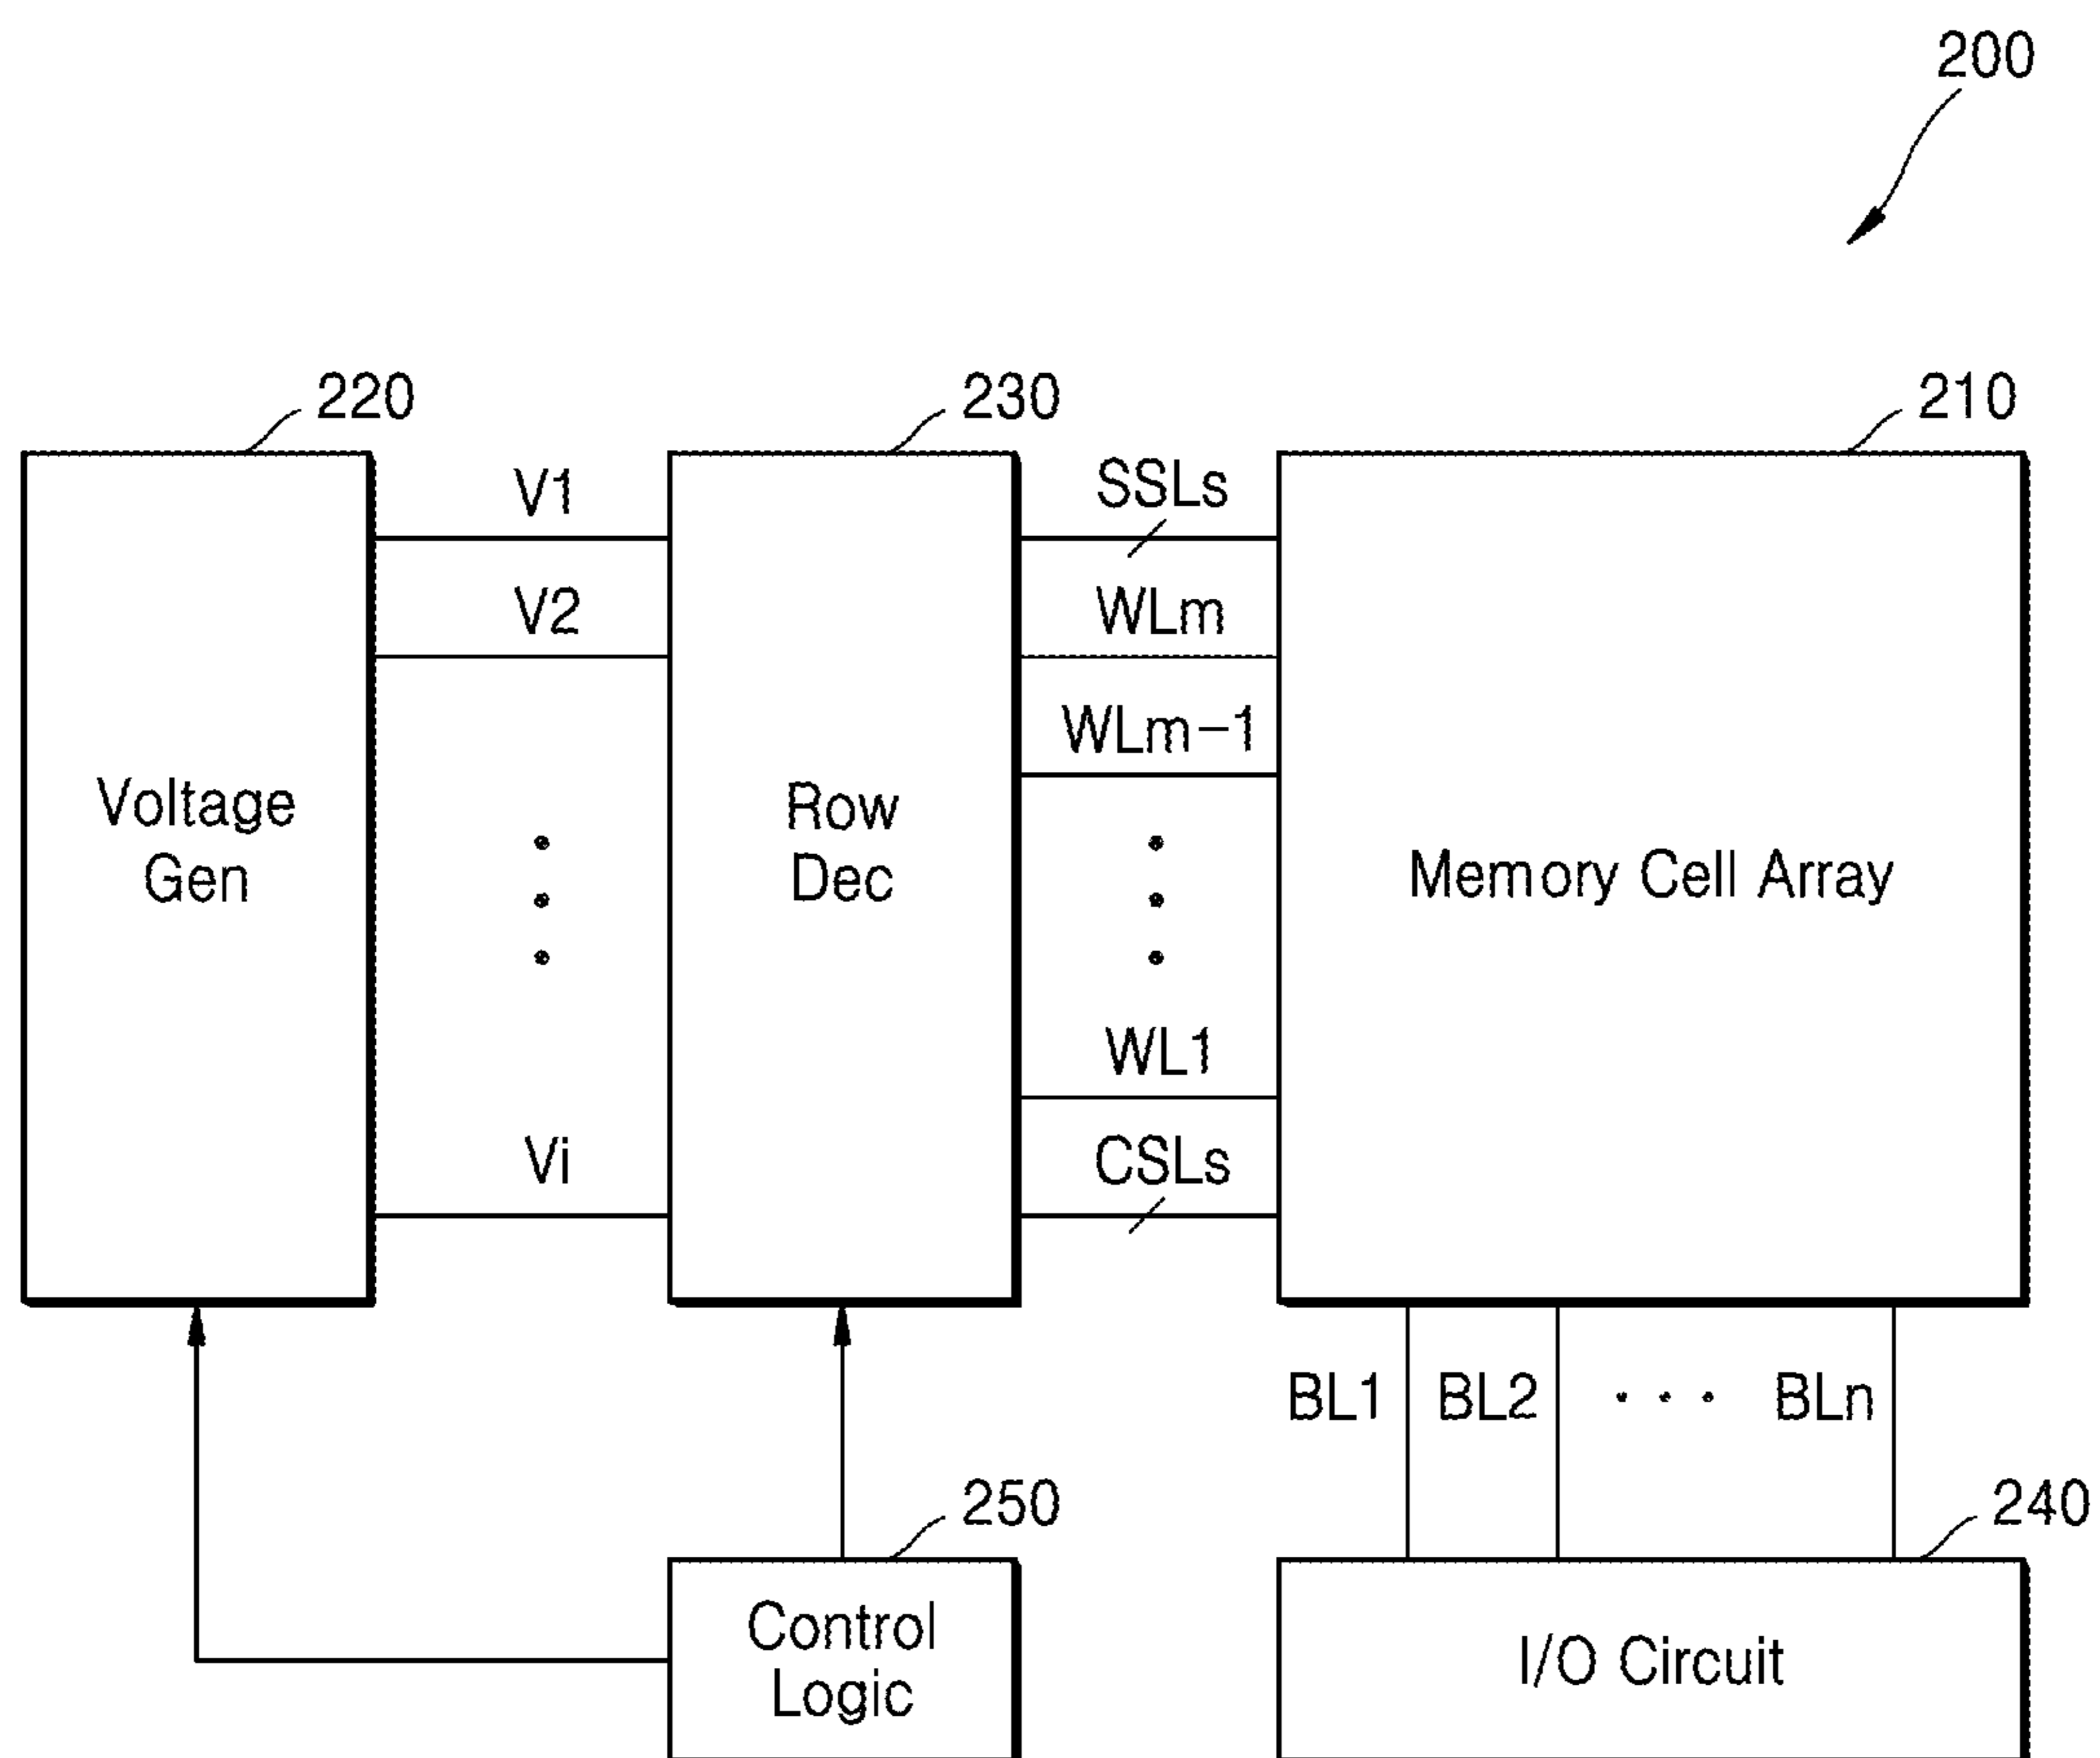 200
220
230
210
V1
SSLs
V2
WLm
WLm-1
Voltage
Gen
Row
Dec
Memory Cell Array
WL1
Vi
CSLs
BL1
BL2
. . .
BLn
250
240
Control
Logic
I/O Circuit